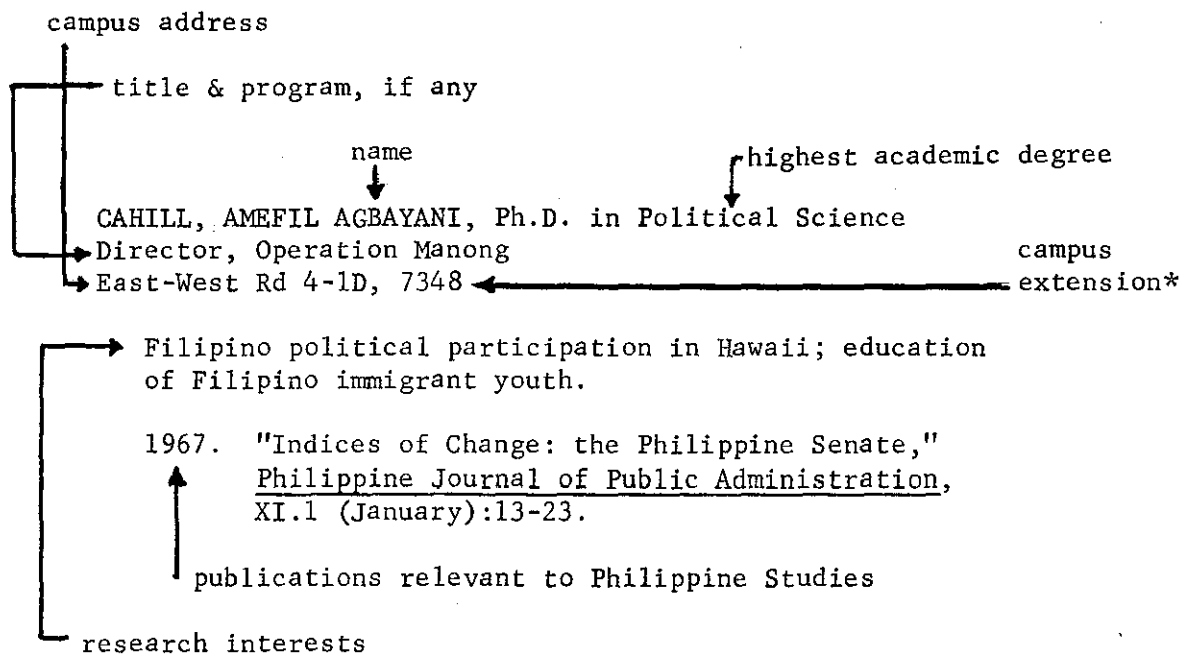 campus address
title & program, if any
name
highest academic degree
CAHILL, AMEFIL AGBAYANI, Ph.D. in Political Science
Director, Operation Manong
campus
East-West Rd 4-1D, 7348
extension*
Filipino political participation in Hawaii; education
of Filipino immigrant youth.
1967. "Indices of Change: the Philippine Senate,"
Philippine Journal of Public Administration,
XI.1 (January):13-23.
publications relevant to Philippine Studies
research interests